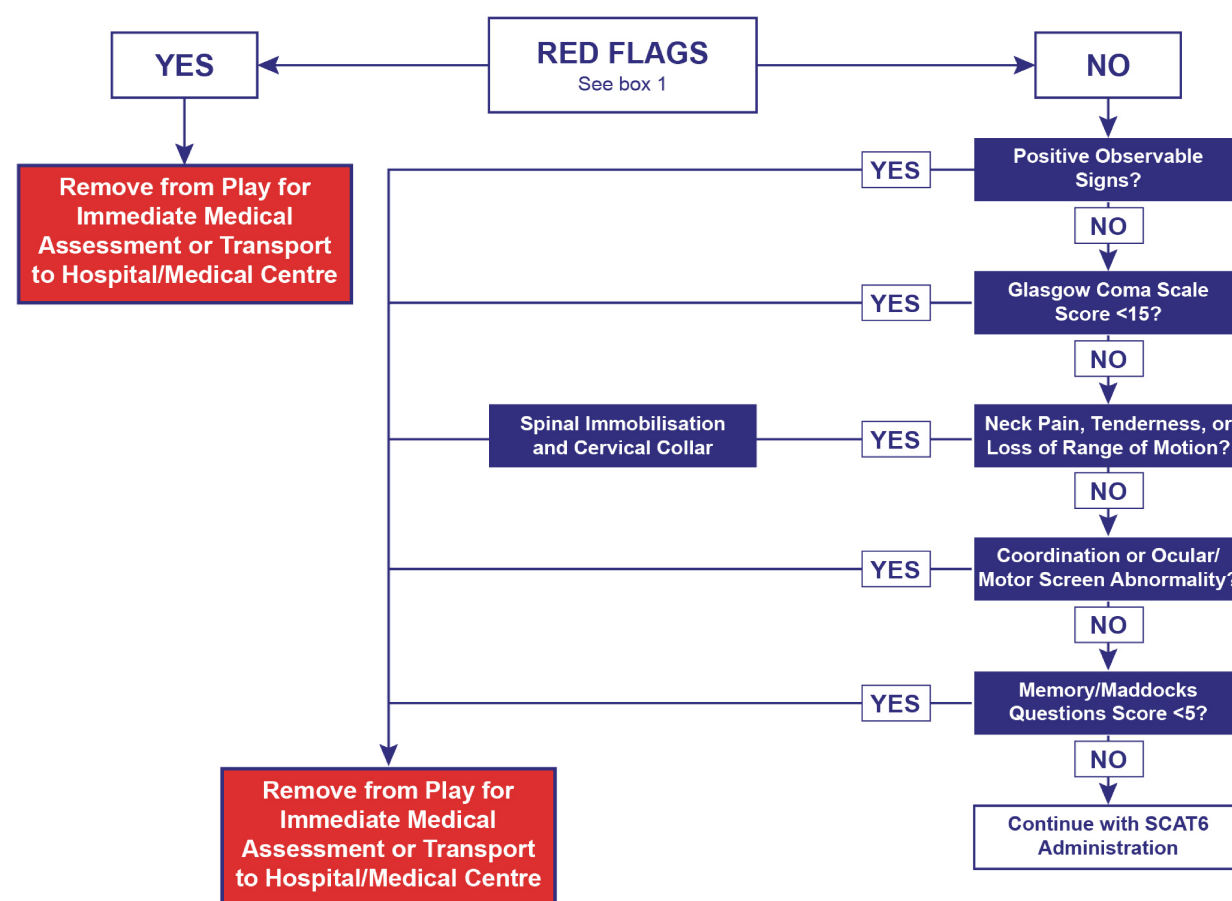 RED FLAGS
See box 1
YES
NO
Remove from Play for
Immediate Medical
Assessment or Transport
to Hospital/Medical Centre
Positive Observable
Signs?
YES
NO
Glasgow Coma Scale
Score <15?
YES
NO
Neck Pain, Tenderness, or
Loss of Range of Motion?
YES
Spinal Immobilisation
and Cervical Collar
NO
Coordination or Ocular/
Motor Screen Abnormality?
YES
NO
Memory/Maddocks
Questions Score <5?
YES
NO
Remove from Play for
Immediate Medical
Assessment or Transport
to Hospital/Medical Centre
Continue with SCAT6
Administration